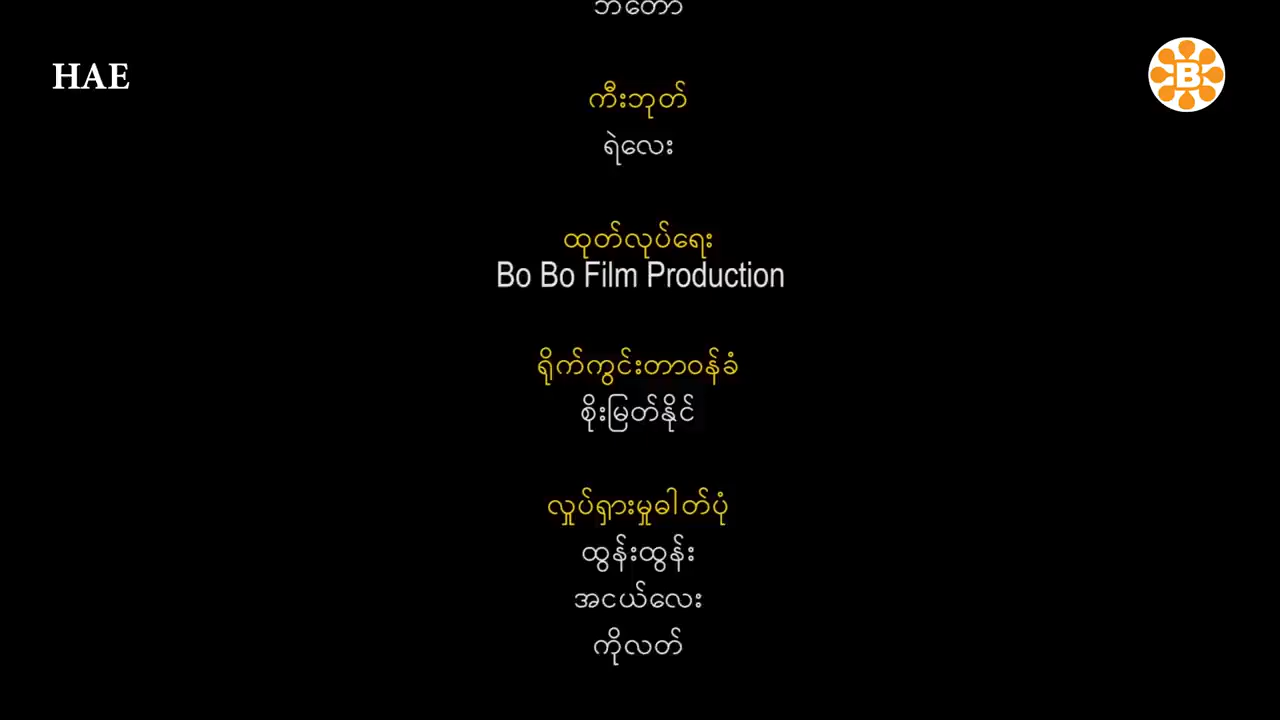 ဘတော
HAE
B
ကီးဘုတ်
ရဲလေး
ထုတ်လုပ်ရေး
Bo Bo Film Production
ရိုက်ကွင်းတာဝန်ခံ
စိုးမြတ်နိုင်
လှုပ်ရှားမှုဓါတ်ပုံ
ထွန်းထွန်း
အငယ်လေး
ကိုလတ်